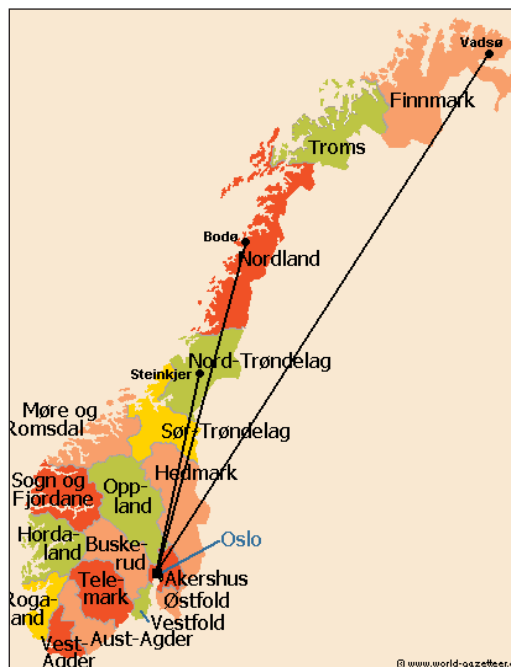 Vadsø
Finnmark
Troms
Bodø
Nordland
Nord-Trøndelag
Steinkjer
Møre og
Romsdal
Sør-Trøndelag
Hedmark
Sogn og
Fjordane
Opp-
land
Horda-
land
Buske-
rud
Oslo
Akershus
Tele-
mark
Østfold
Roga-
land
Vestfold
Aust-Agder
Vest-
Agder
© www.world-gazetteer.